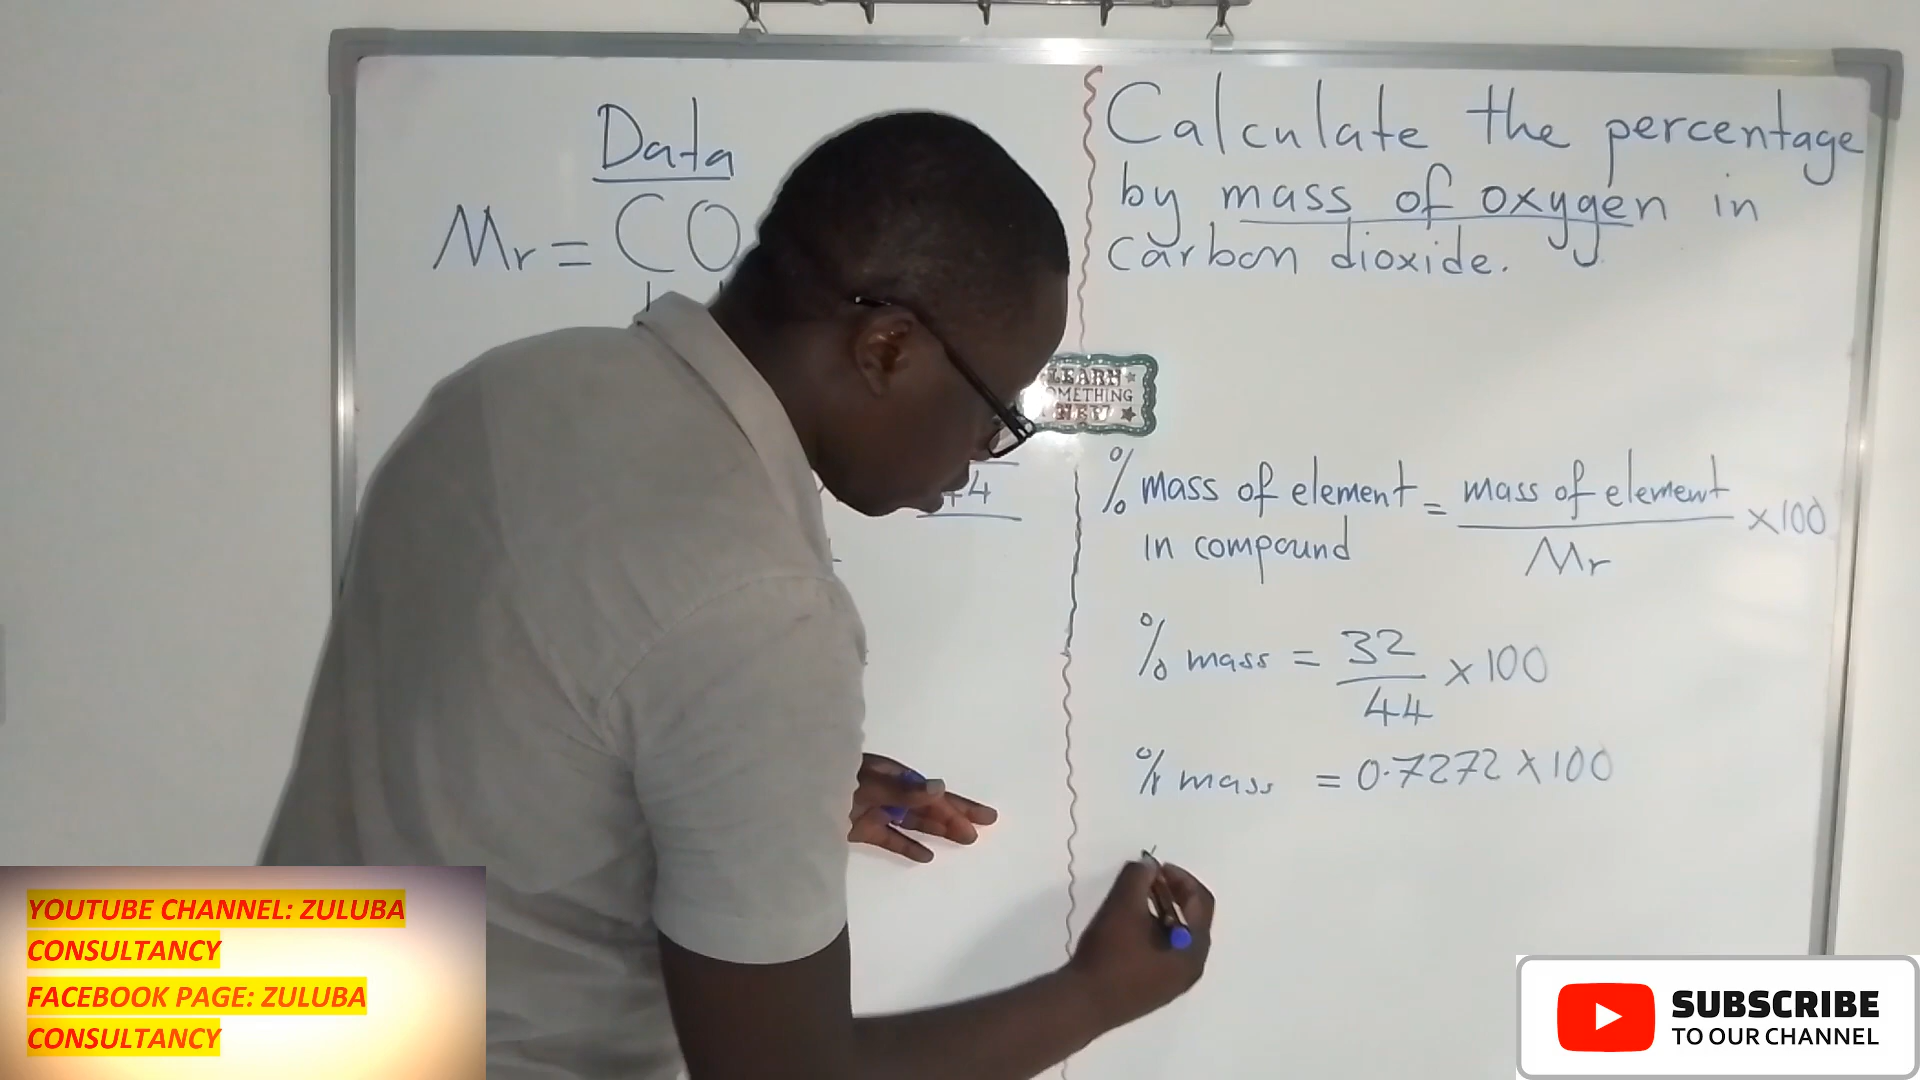 Data
Mr = CO
44
Calculate the percentage
by mass of oxygen in
carbon dioxide.
LEARN
SOMETHING
NEW
% mass of element = mass of element × 100
in compound Mr
% mass = 32 × 100
44
% mass = 0.7272 × 100
YOUTUBE CHANNEL: ZULUBA
CONSULTANCY
FACEBOOK PAGE: ZULUBA
CONSULTANCY
SUBSCRIBE
TO OUR CHANNEL